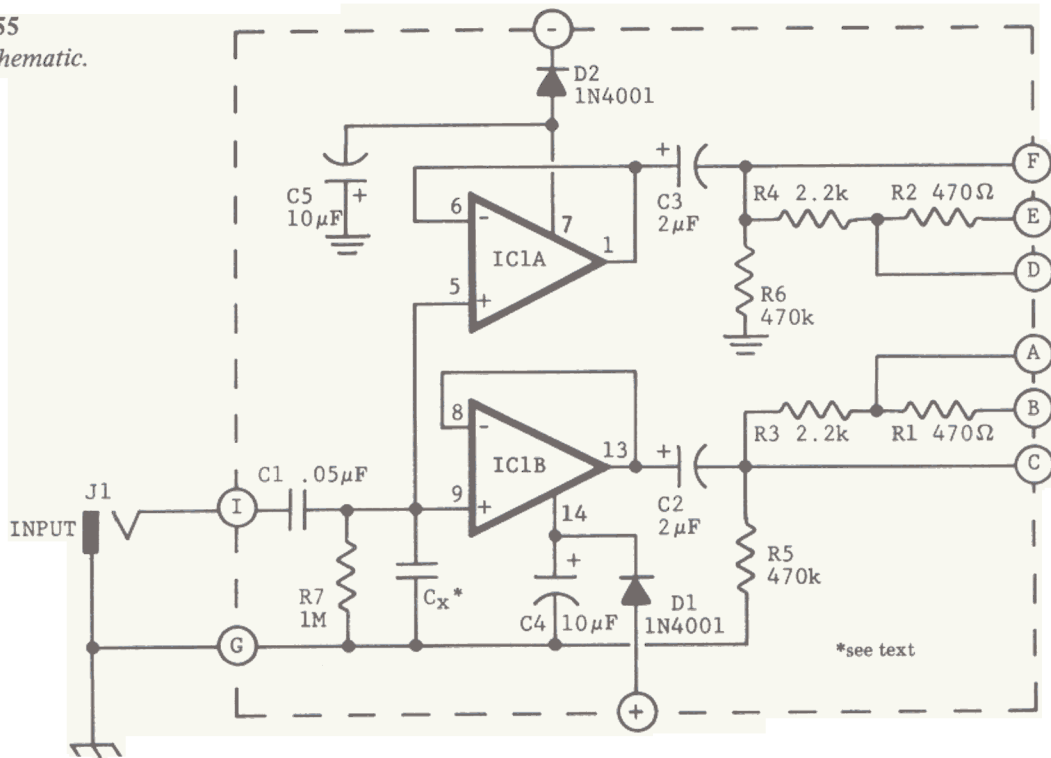 55
hematic.
-
D2
1N4001
C5
10µF
+
6
-
7
1
IC1A
5
+
+
C3
2µF
F
R4 2.2k
R2 470Ω
E
D
R6
470k
A
8
-
B
R3 2.2k
R1 470Ω
IC1B
13
+
C
C2
2µF
9
+
14
C1 .05µF
J1
INPUT
I
R7
1M
Cx*
+
C4 10µF
D1
1N4001
R5
470k
G
*see text
+